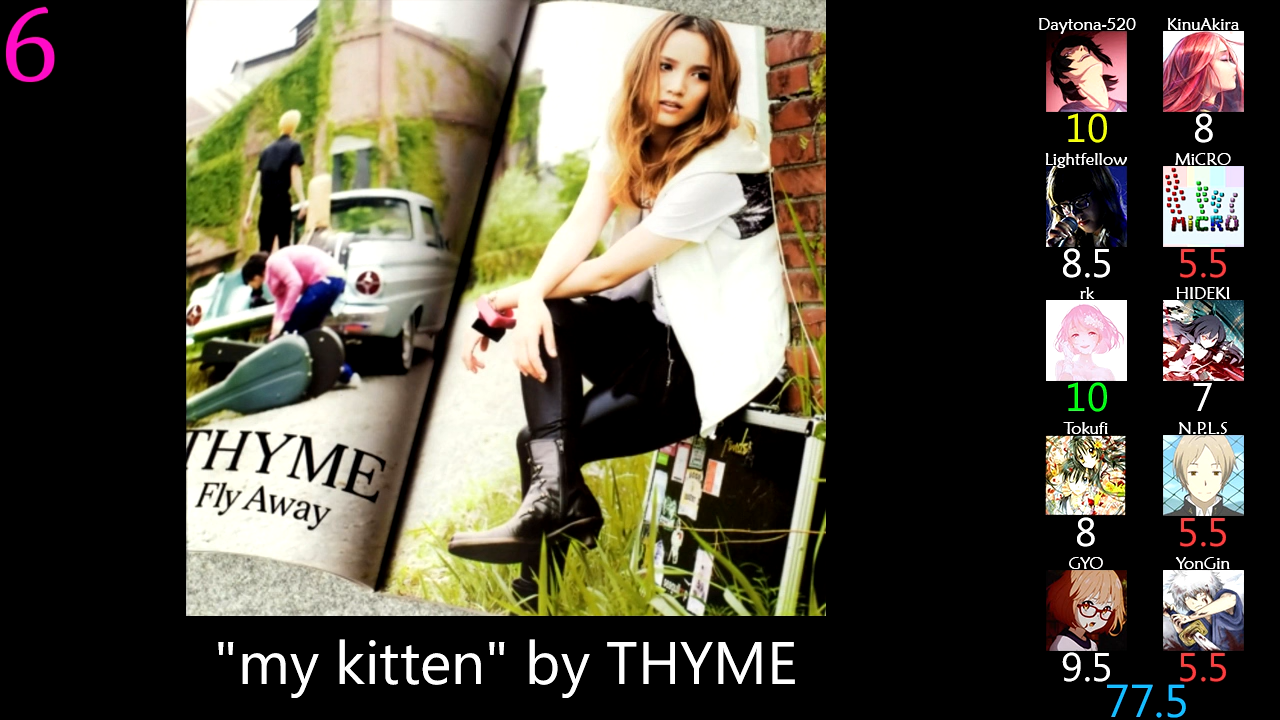 6
THYME
Fly Away
"my kitten" by THYME
Daytona-520
KinuAkira
10
8
Lightfellow
MiCRO
MiCRO
8.5
5.5
rk
HIDEKI
10
7
Tokufi
N.P.L.S
8
5.5
GYO
YonGin
9.5
5.5
77.5